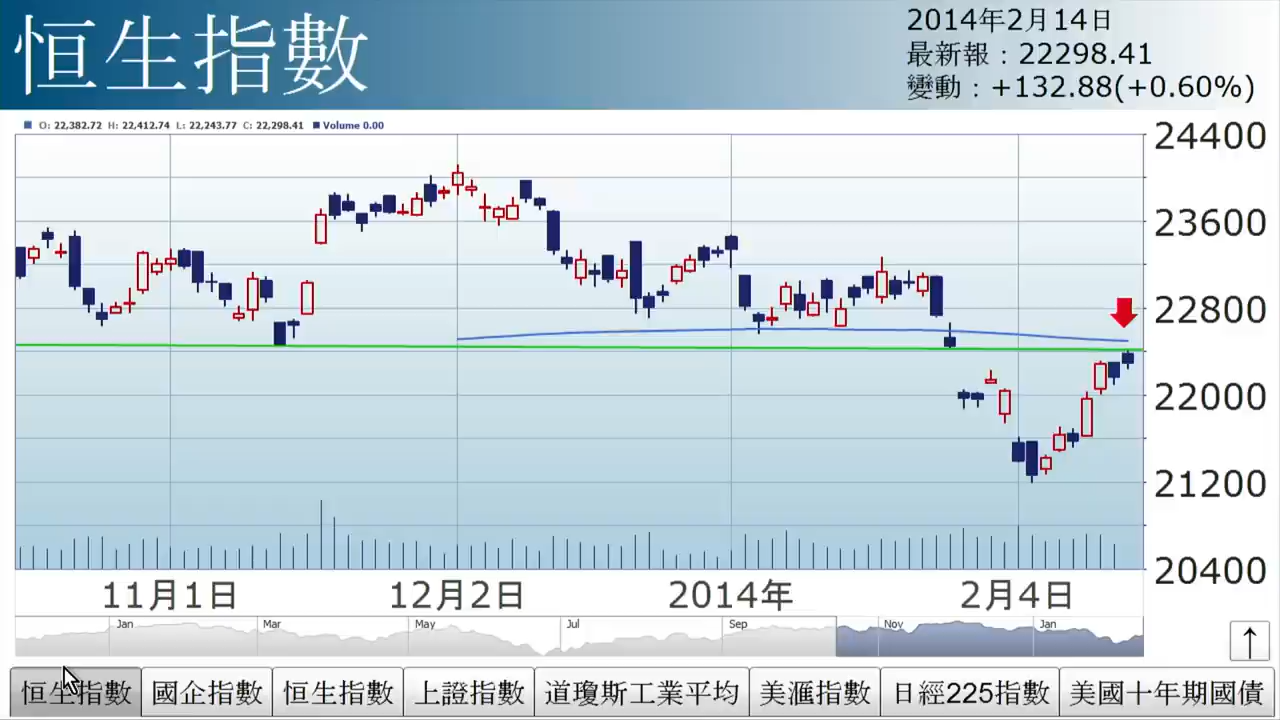 恒生指數
2014年2月14日
最新報：22298.41
變動：+132.88(+0.60%)
O: 22,382.72 H: 22,412.74 L: 22,243.77 C: 22,298.41 Volume 0.00
24400
23600
22800
22000
21200
20400
11月1日 12月2日 2014年 2月4日
Jan Mar May Jul Sep Nov Jan
↑
恒生指數 國企指數 恒生指數 上證指數 道瓊斯工業平均 美滙指數 日經225指數 美國十年期國債